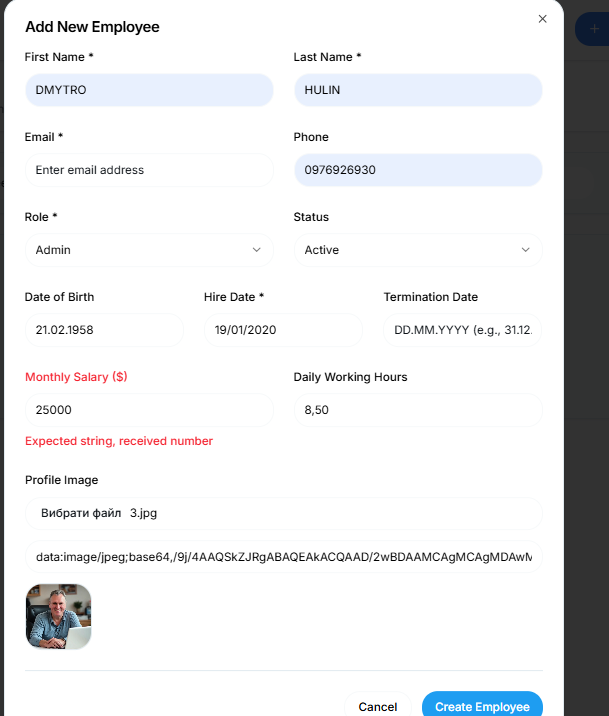 Add New Employee
First Name * Last Name *
DMYTRO HULIN
Email * Phone
Enter email address 0976926930
Role * Status
Admin Active
Date of Birth Hire Date * Termination Date
21.02.1958 19/01/2020 DD.MM.YYYY (e.g., 31.12.
Monthly Salary ($) Daily Working Hours
25000 8,50
Expected string, received number
Profile Image
Вибрати файл 3.jpg
data:image/jpeg;base64,/9j/4AAQSkZJRgABAQEAkACQAAD/2wBDAAMCAgMCAgMDAwM
Cancel Create Employee